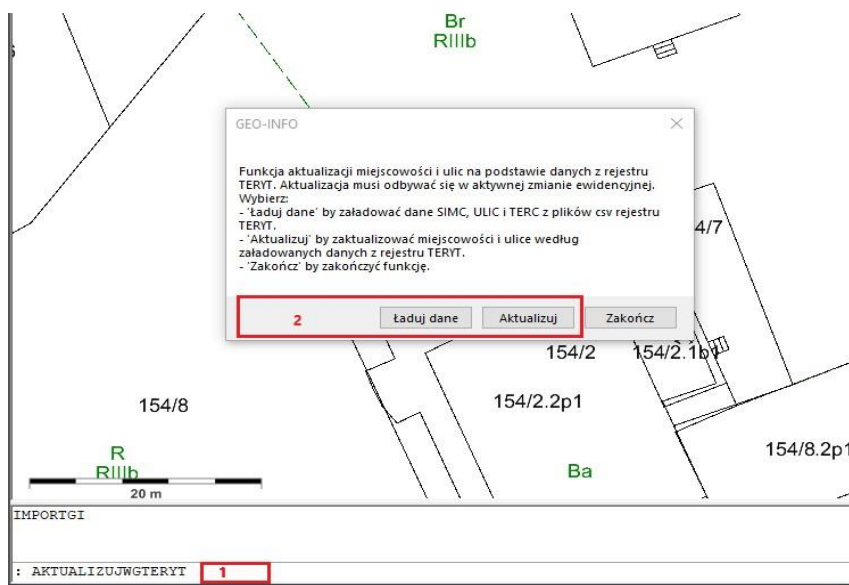 Br
RIIIb
GEO-INFO
Funkcja aktualizacji miejscowości i ulic na podstawie danych z rejestru
TERYT. Aktualizacja musi odbywać się w aktywnej zmianie ewidencyjnej.
Wybierz:
- 'Ładuj dane' by załadować dane SIMC, ULIC i TERC z plików csv rejestru
TERYT.
- 'Aktualizuj' by zaktualizować miejscowości i ulice według
załadowanych danych z rejestru TERYT.
- 'Zakończ' by zakończyć funkcję.
4/7
2 Ładuj dane Aktualizuj Zakończ
154/2 154/2.1b1
154/8 154/2.2p1
154/8.2p1
R
RIIIb
Ba
20 m
IMPORTGI
: AKTUALIZUJWGTERYT 1